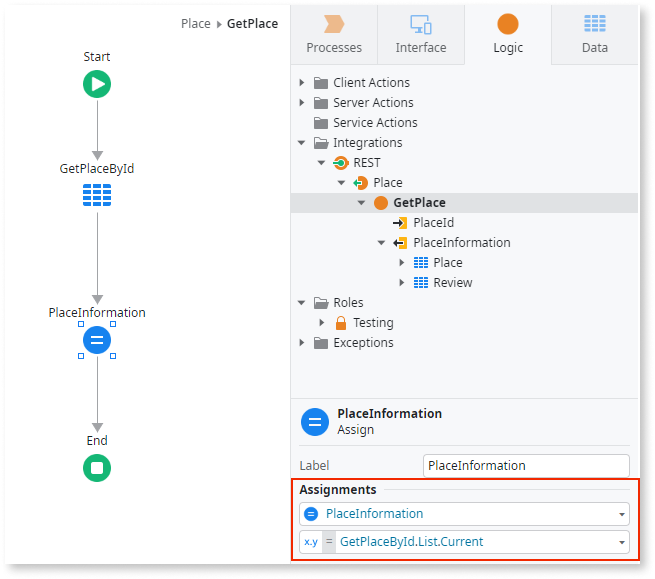 Place ▸ GetPlace
Start
GetPlaceById
PlaceInformation
End
Processes
Interface
Logic
Data
Client Actions
Server Actions
Service Actions
Integrations
REST
Place
GetPlace
PlaceId
PlaceInformation
Place
Review
Roles
Testing
Exceptions
PlaceInformation
Assign
Label PlaceInformation
Assignments
PlaceInformation
x.y = GetPlaceById.List.Current